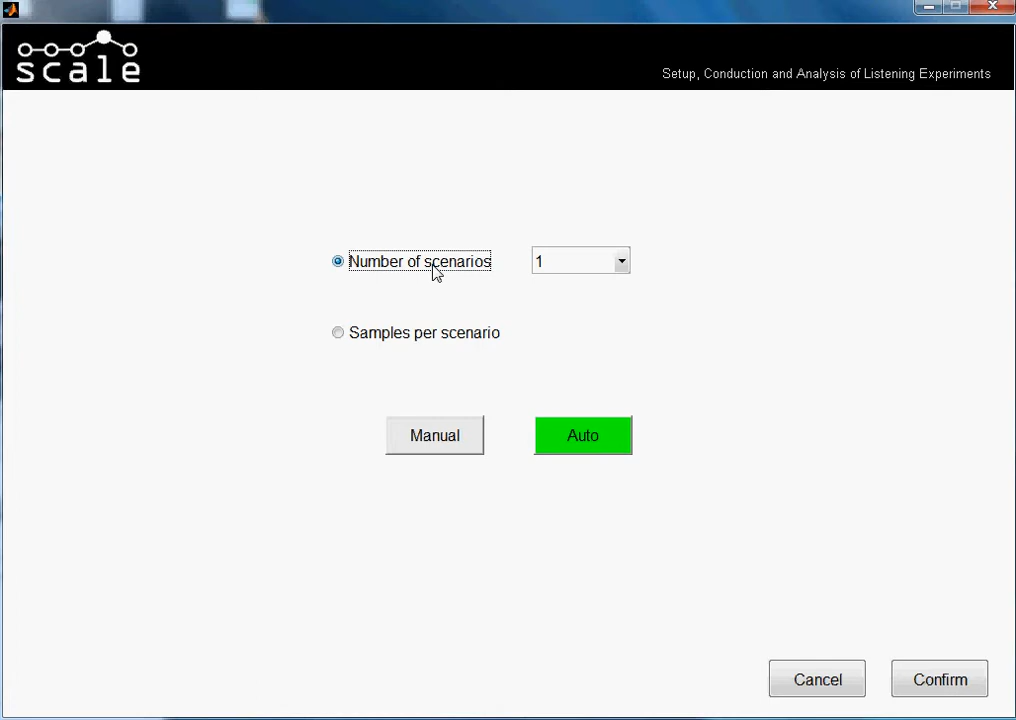 scale
Setup, Conduction and Analysis of Listening Experiments
Number of scenarios
1
Samples per scenario
Manual
Auto
Cancel
Confirm